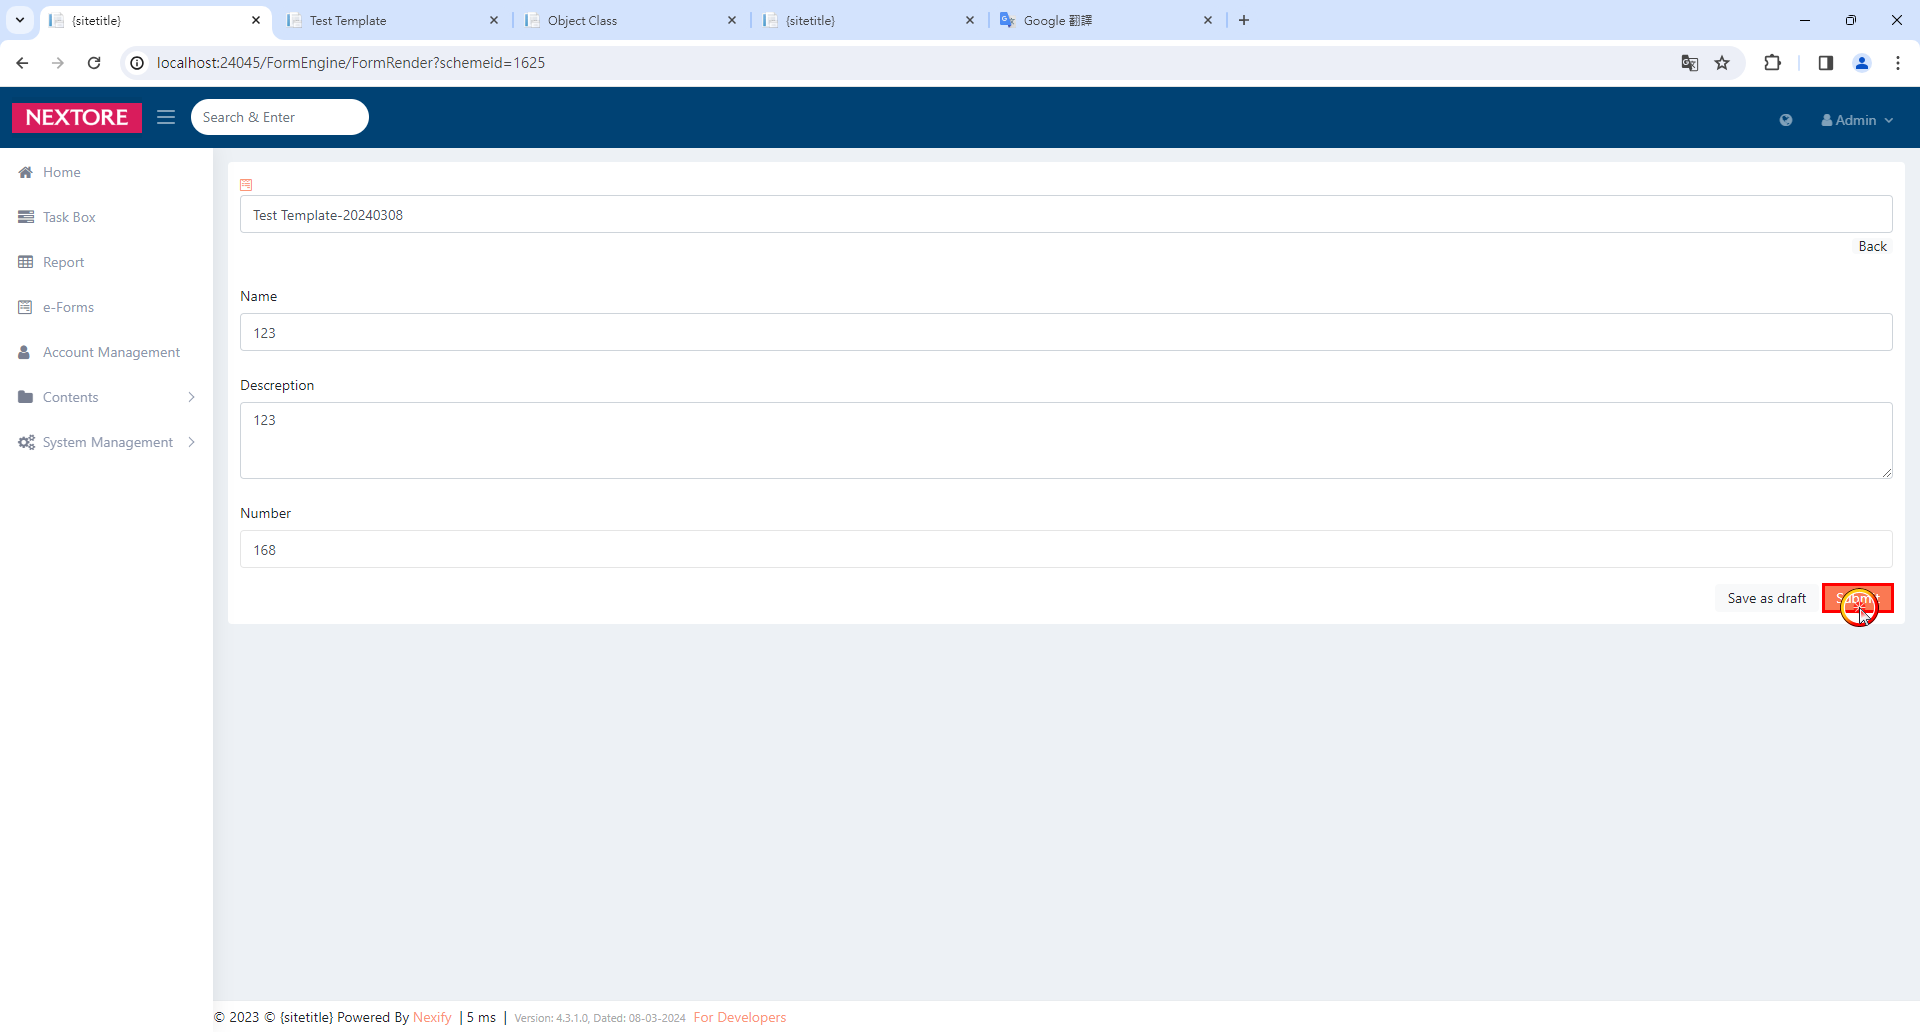 {sitetitle}
Test Template
Object Class
{sitetitle}
Google 翻譯
localhost:24045/FormEngine/FormRender?schemeid=1625
NEXTORE
Search & Enter
Admin
Home
Task Box
Report
e-Forms
Account Management
Contents
System Management
Test Template-20240308
Back
Name
123
Descreption
123
Number
168
Save as draft
Submit
© 2023 © {sitetitle} Powered By Nexify | 5 ms | Version: 4.3.1.0, Dated: 08-03-2024 For Developers